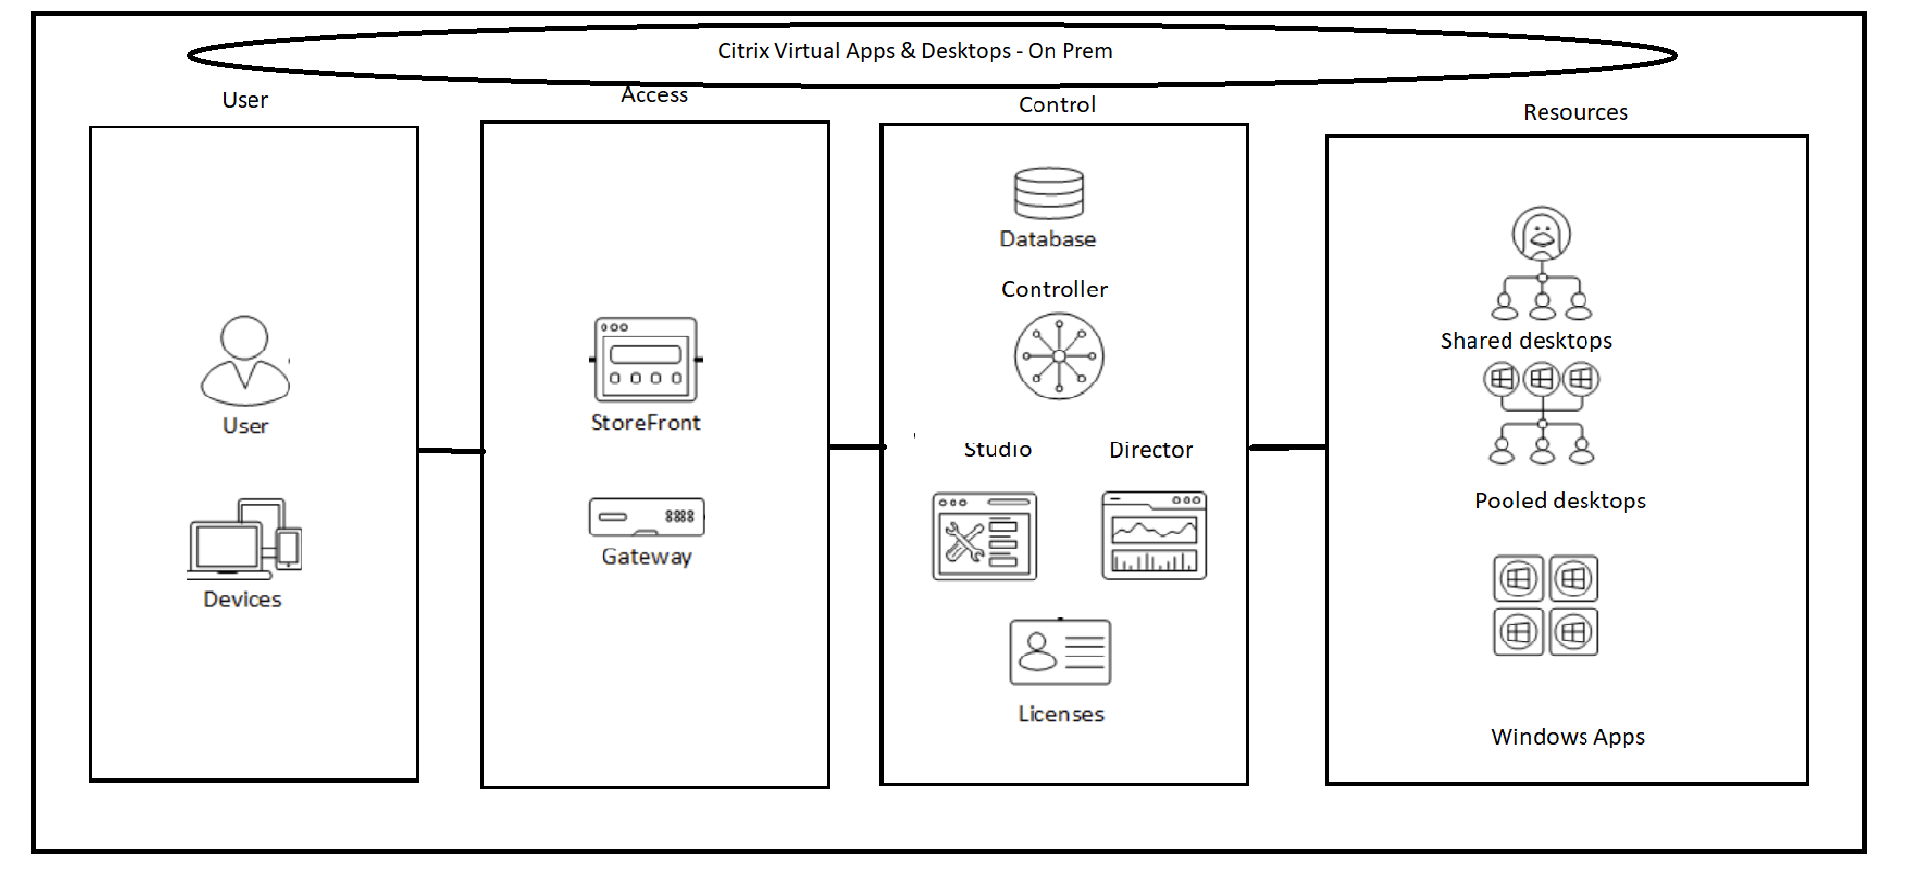 Citrix Virtual Apps & Desktops - On Prem
User
Access
Control
Resources
User
Devices
StoreFront
Gateway
Database
Controller
Studio
Director
Licenses
Shared desktops
Pooled desktops
Windows Apps